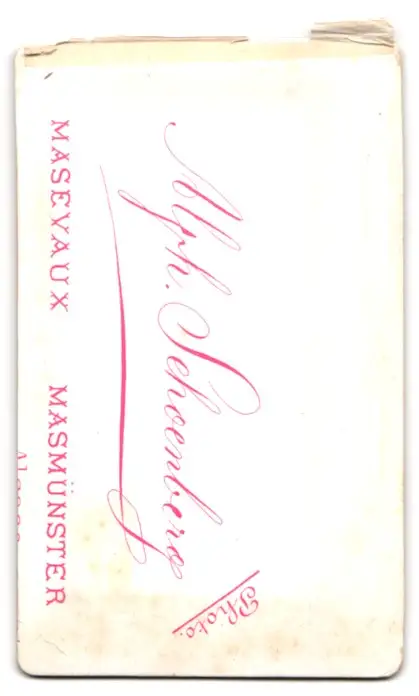 Alph. Schoenberg
Photo.
MASEVAUX MASMÜNSTER